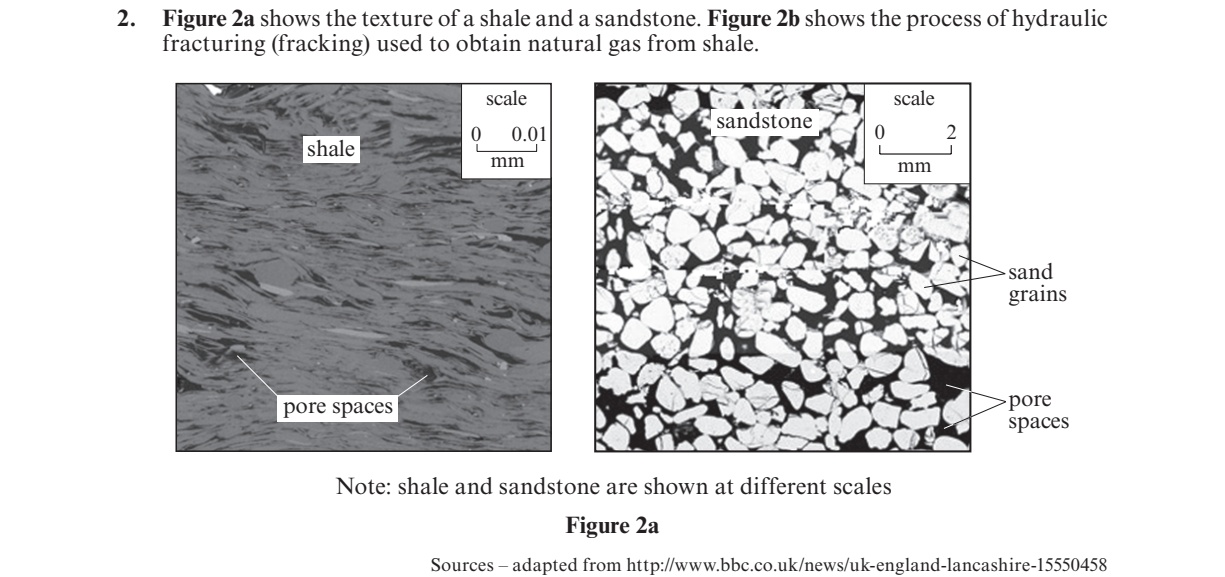 2. Figure 2a shows the texture of a shale and a sandstone. Figure 2b shows the process of hydraulic
fracturing (fracking) used to obtain natural gas from shale.
scale
0 0.01
mm
shale
pore spaces
scale
0 2
mm
sandstone
sand
grains
pore
spaces
Note: shale and sandstone are shown at different scales
Figure 2a
Sources – adapted from http://www.bbc.co.uk/news/uk-england-lancashire-15550458